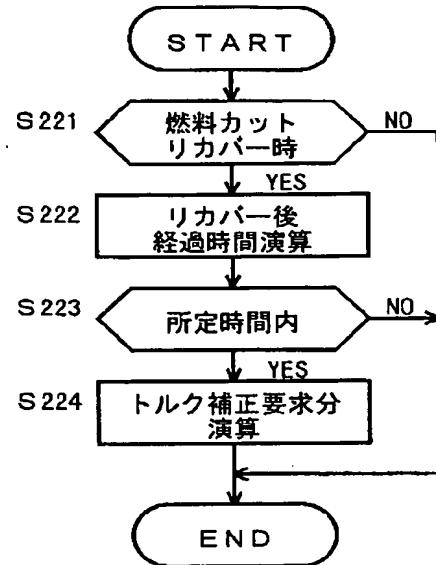 START
S221
燃料カット
リカバー時
NO
YES
S222
リカバー後
経過時間演算
S223
所定時間内
NO
YES
S224
トルク補正要求分
演算
END